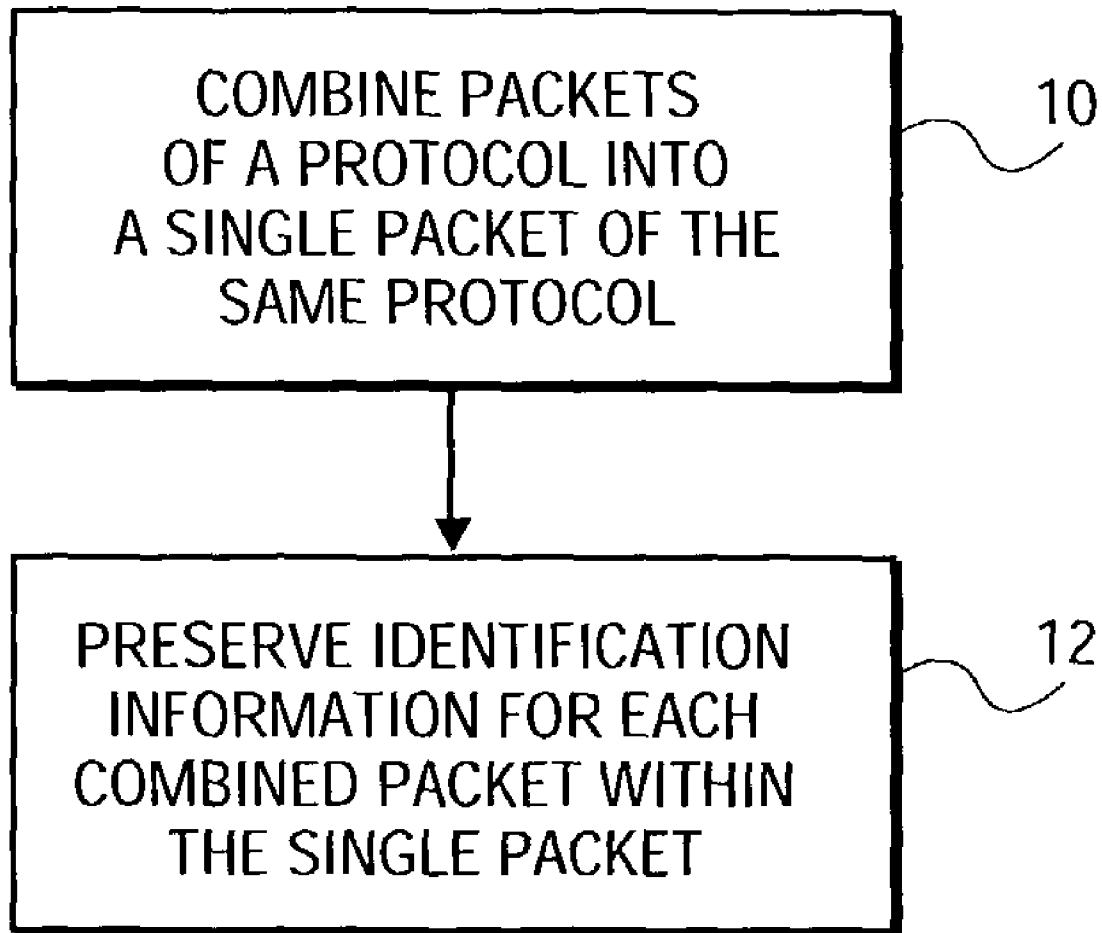 COMBINE PACKETS
OF A PROTOCOL INTO
A SINGLE PACKET OF THE
SAME PROTOCOL
10
PRESERVE IDENTIFICATION
INFORMATION FOR EACH
COMBINED PACKET WITHIN
THE SINGLE PACKET
12